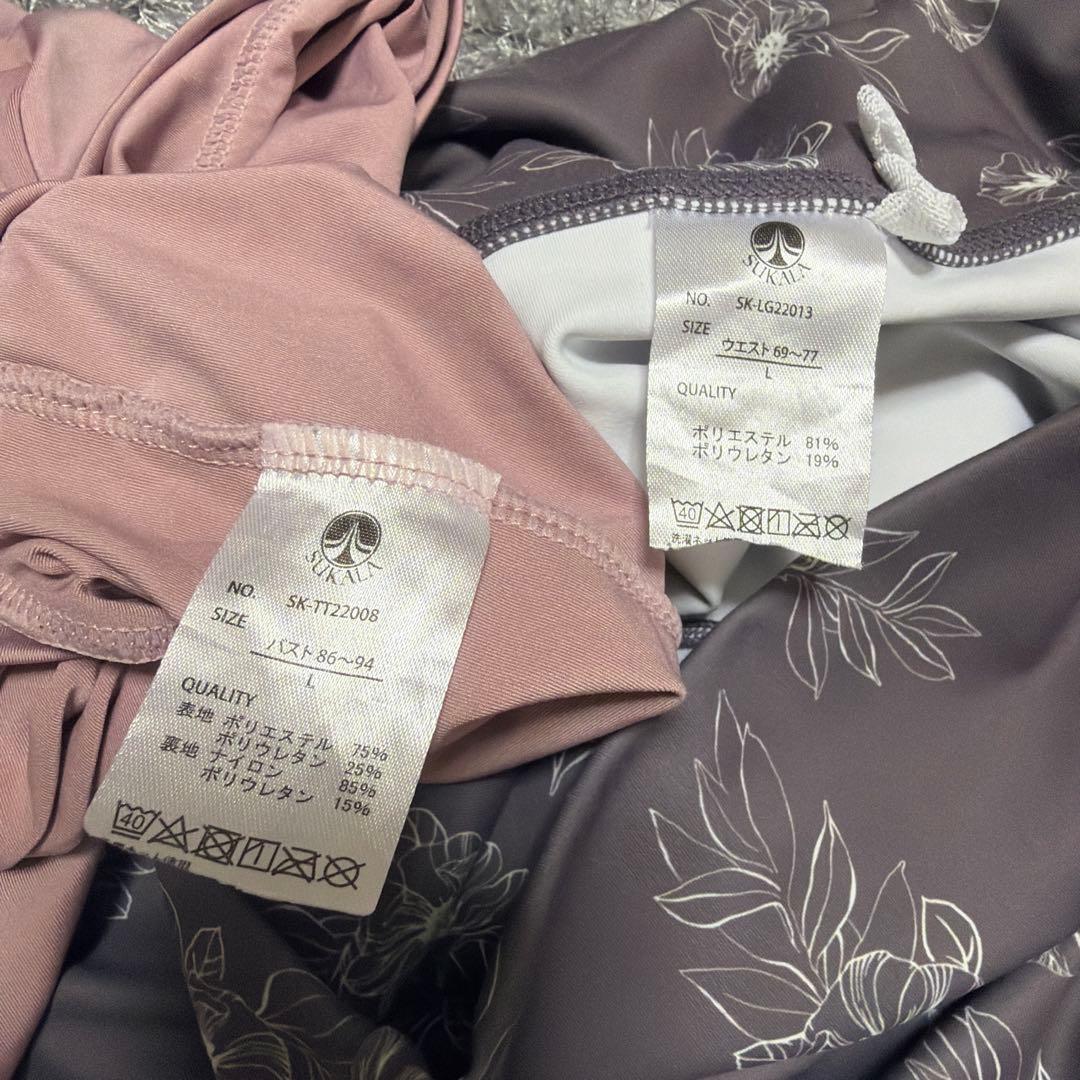 SUKALA
NO. SK-LG22013
SIZE
ウエスト 69～77
L
QUALITY
ポリエステル 81%
ポリウレタン 19%
40
SUKALA
NO. SK-TT22008
SIZE
バスト 86～94
L
QUALITY
表地 ポリエステル 75%
ポリウレタン 25%
裏地 ナイロン 85%
ポリウレタン 15%
40